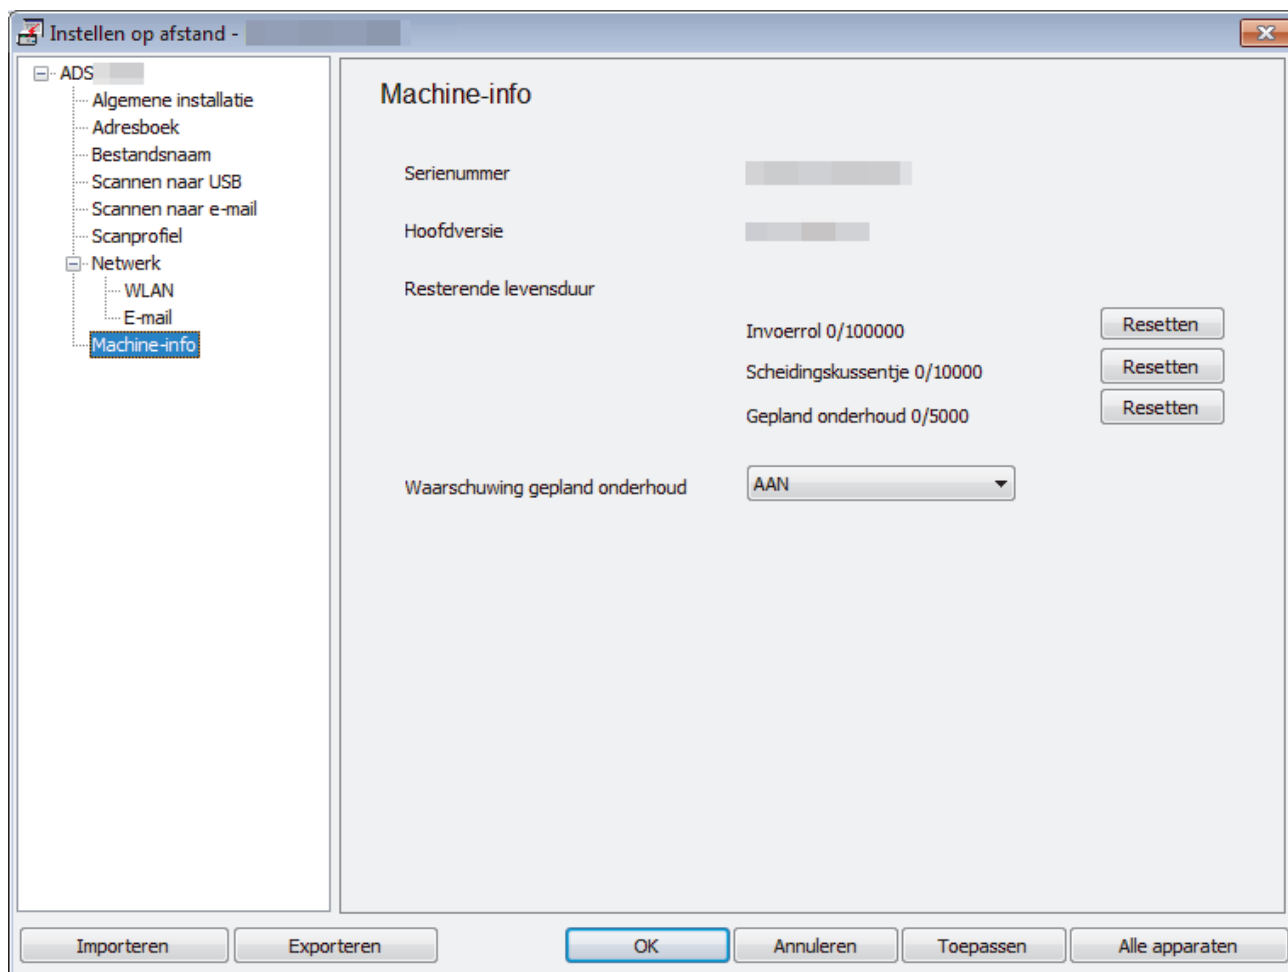 Instellen op afstand -
ADS
Algemene installatie
Adresboek
Bestandsnaam
Scannen naar USB
Scannen naar e-mail
Scanprofiel
Netwerk
WLAN
E-mail
Machine-info
Machine-info
Serienummer
Hoofdversie
Resterende levensduur
Invoerrol 0/100000 Resetten
Scheidingskussentje 0/10000 Resetten
Gepland onderhoud 0/5000 Resetten
Waarschuwing gepland onderhoud AAN
Importeren Exporteren OK Annuleren Toepassen Alle apparaten